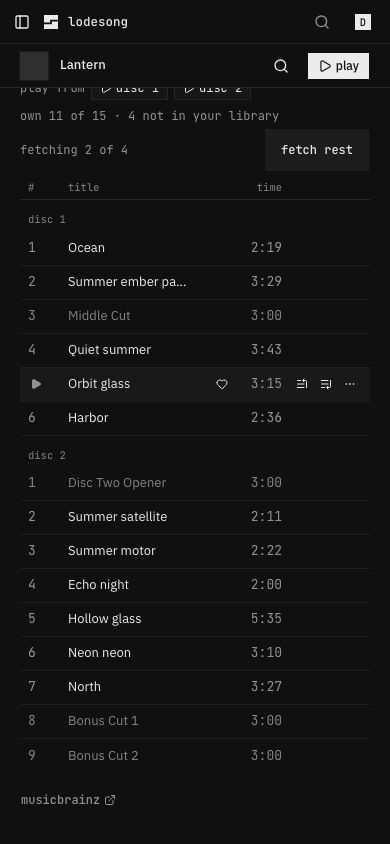 lodesong
D
Lantern
play
play from disc 1 disc 2
own 11 of 15 · 4 not in your library
fetching 2 of 4
fetch rest
# title time
disc 1
1 Ocean 2:19
2 Summer ember pa... 3:29
3 Middle Cut 3:00
4 Quiet summer 3:43
Orbit glass 3:15
6 Harbor 2:36
disc 2
1 Disc Two Opener 3:00
2 Summer satellite 2:11
3 Summer motor 2:22
4 Echo night 2:00
5 Hollow glass 5:35
6 Neon neon 3:10
7 North 3:27
8 Bonus Cut 1 3:00
9 Bonus Cut 2 3:00
musicbrainz